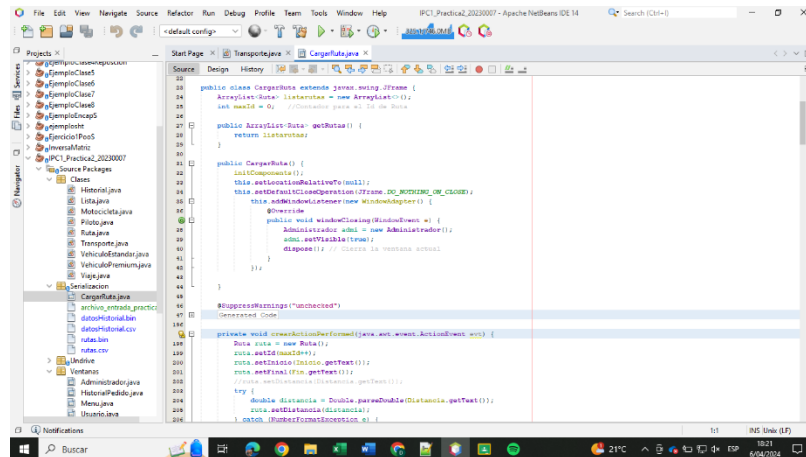 File Edit View Navigate Source Refactor Run Debug Profile Team Tools Window Help IPC1_Practica2_20230007 - Apache NetBeans IDE 14 Search (Ctrl+I)
<default config>
Projects Start Page Transporte.java CargarRuta.java
Source Design History
EjemploClase5
EjemploClase6
EjemploClase7
EjemploClase8
EjemploEncapS
ejemplosht
Ejercicio1PooS
InversaMatriz
IPC1_Practica2_20230007
Source Packages
Clases
Historial.java
Lista.java
Motocicleta.java
Piloto.java
Ruta.java
Transporte.java
VehiculoEstandar.java
VehiculoPremium.java
Viaje.java
Serializacion
CargarRuta.java
archivo_entrada_practica
datosHistorial.bin
datosHistorial.csv
rutas.bin
rutas.csv
Undrive
Ventanas
Administrador.java
HistorialPedido.java
Menu.java
Usuario.java
Services
Files
Navigator
public class CargarRuta extends javax.swing.JFrame {
ArrayList<Ruta> listarutas = new ArrayList<>();
int maxId = 0; //Contador para el Id de Ruta
public ArrayList<Ruta> getRutas() {
return listarutas;
}
public CargarRuta() {
initComponents();
this.setLocationRelativeTo(null);
this.setDefaultCloseOperation(JFrame.DO_NOTHING_ON_CLOSE);
this.addWindowListener(new WindowAdapter() {
@Override
public void windowClosing(WindowEvent e) {
Administrador admi = new Administrador();
admi.setVisible(true);
dispose(); // Cierra la ventana actual
}
});
}
@SuppressWarnings("unchecked")
Generated Code
private void crearActionPerformed(java.awt.event.ActionEvent evt) {
Ruta ruta = new Ruta();
ruta.setId(maxId++);
ruta.setInicio(Inicio.getText());
ruta.setFinal(Fin.getText());
//ruta.setDistancia(Distancia.getText());
try {
double distancia = Double.parseDouble(Distancia.getText());
ruta.setDistancia(distancia);
} catch (NumberFormatException e) {
Notifications 1:1 INS Unix (LF)
Buscar 21°C ESP 18:21
6/04/2024